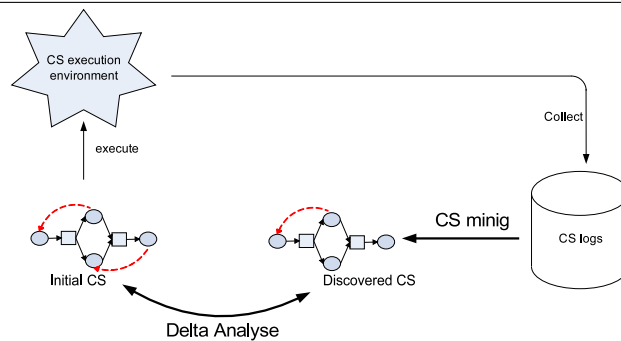 CS execution
environment
Collect
execute
CS minig
CS logs
Initial CS
Discovered CS
Delta Analyse